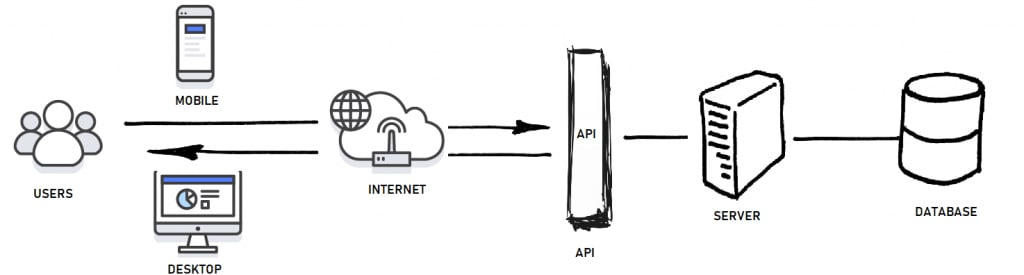 MOBILE
USERS
DESKTOP
INTERNET
API
API
SERVER
DATABASE